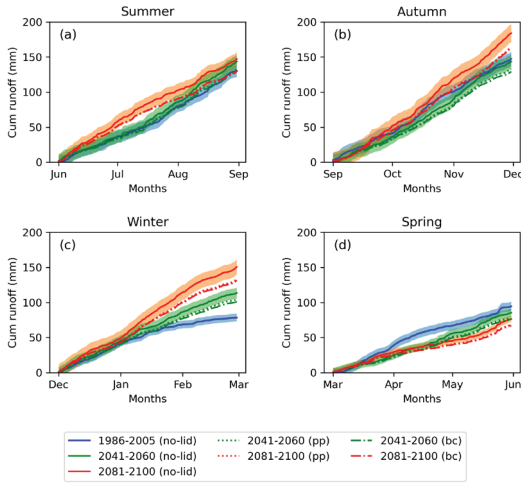 Summer
(a)
Cum runoff (mm)
200
150
100
50
0
Jun Jul Aug Sep
Months
Autumn
(b)
Cum runoff (mm)
200
150
100
50
0
Sep Oct Nov Dec
Months
Winter
(c)
Cum runoff (mm)
200
150
100
50
0
Dec Jan Feb Mar
Months
Spring
(d)
Cum runoff (mm)
200
150
100
50
0
Mar Apr May Jun
Months
1986-2005 (no-lid) 2041-2060 (pp) 2041-2060 (bc)
2041-2060 (no-lid) 2081-2100 (pp) 2081-2100 (bc)
2081-2100 (no-lid)